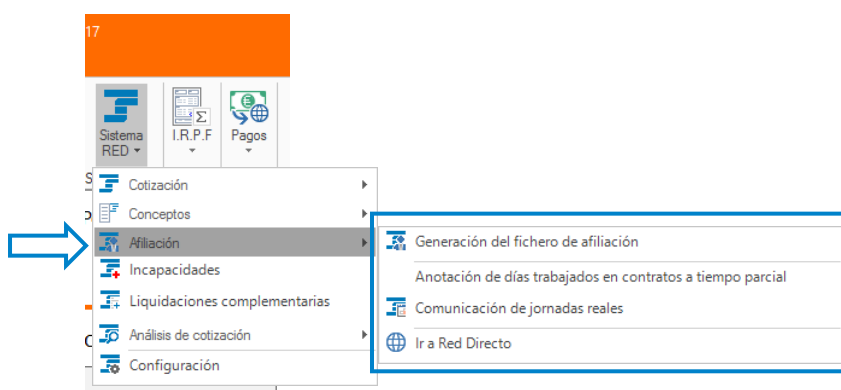 17
Sistema
RED
I.R.P.F
Pagos
Cotización
Conceptos
Afiliación
Incapacidades
Liquidaciones complementarias
Análisis de cotización
Configuración
Generación del fichero de afiliación
Anotación de días trabajados en contratos a tiempo parcial
Comunicación de jornadas reales
Ir a Red Directo